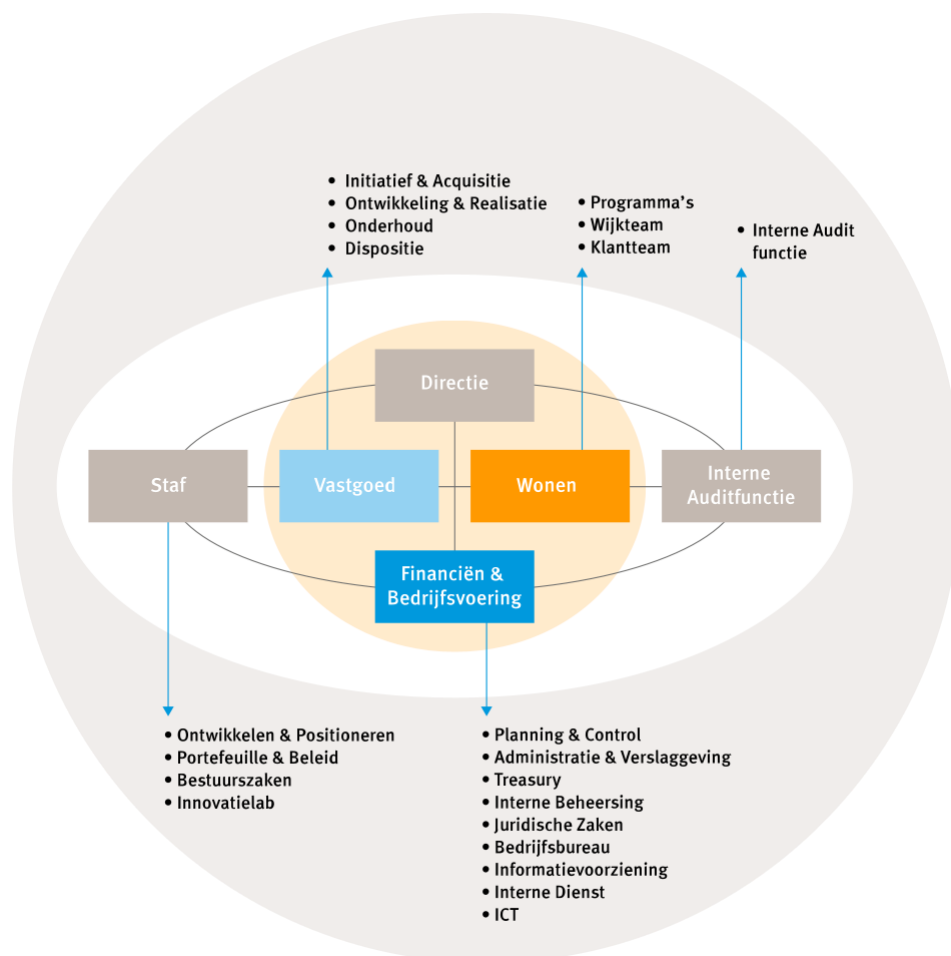 • Initiatief & Acquisitie
• Ontwikkeling & Realisatie
• Onderhoud
• Dispositie
• Programma's
• Wijkteam
• Klantteam
• Interne Audit
functie
Directie
Staf
Vastgoed
Wonen
Interne
Auditfunctie
Financiën &
Bedrijfsvoering
• Ontwikkelen & Positioneren
• Portefeuille & Beleid
• Bestuurszaken
• Innovatielab
• Planning & Control
• Administratie & Verslaggeving
• Treasury
• Interne Beheersing
• Juridische Zaken
• Bedrijfsbureau
• Informatievoorziening
• Interne Dienst
• ICT